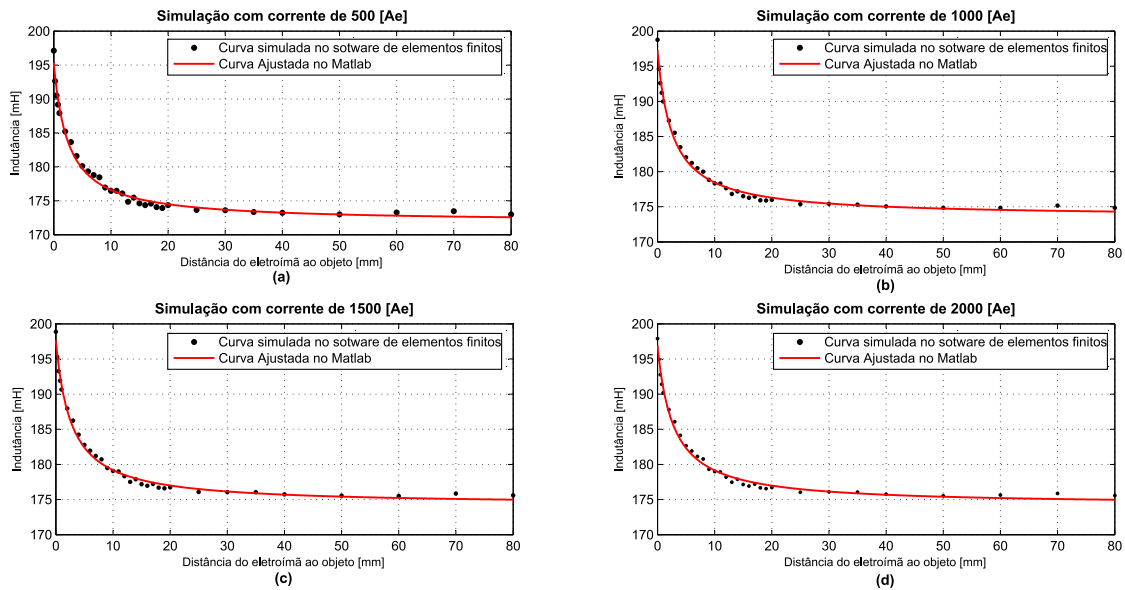 Simulação com corrente de 500 [Ae]
Curva simulada no sotware de elementos finitos
Curva Ajustada no Matlab
Indutância [mH]
200
195
190
185
180
175
170
0 10 20 30 40 50 60 70 80
Distância do eletroímã ao objeto [mm]
(a)
Simulação com corrente de 1000 [Ae]
Curva simulada no sotware de elementos finitos
Curva Ajustada no Matlab
Indutância [mH]
200
195
190
185
180
175
170
0 10 20 30 40 50 60 70 80
Distância do eletroímã ao objeto [mm]
(b)
Simulação com corrente de 1500 [Ae]
Curva simulada no sotware de elementos finitos
Curva Ajustada no Matlab
Indutância [mH]
200
195
190
185
180
175
170
0 10 20 30 40 50 60 70 80
Distância do eletroímã ao objeto [mm]
(c)
Simulação com corrente de 2000 [Ae]
Curva simulada no sotware de elementos finitos
Curva Ajustada no Matlab
Indutância [mH]
200
195
190
185
180
175
170
0 10 20 30 40 50 60 70 80
Distância do eletroímã ao objeto [mm]
(d)